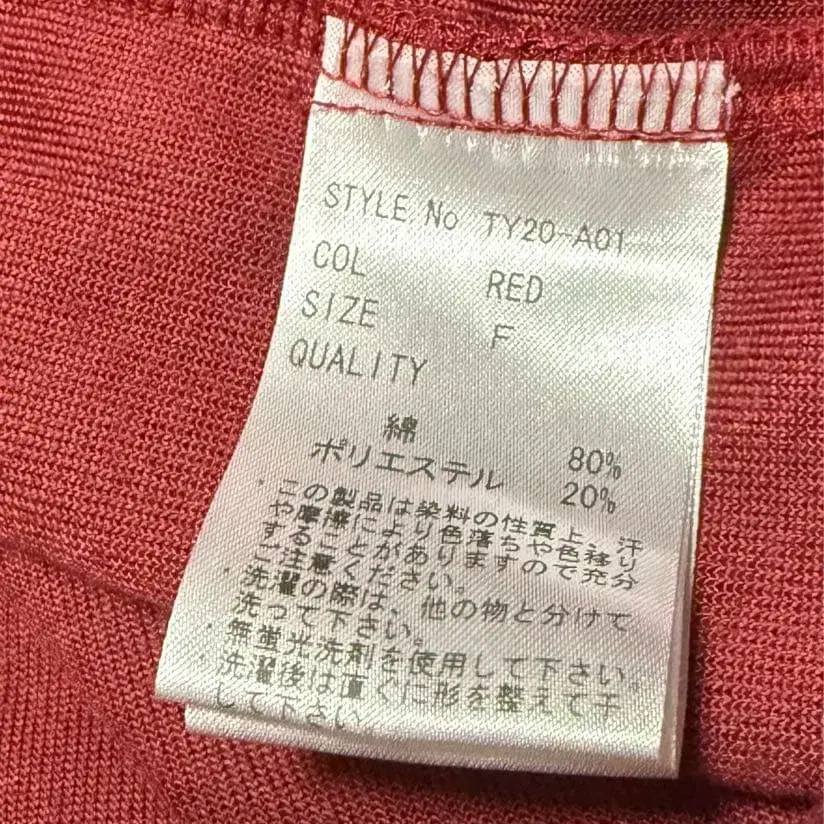 STYLE No TY20-A01
COL RED
SIZE F
QUALITY
綿 80%
ポリエステル 20%
・この製品は染料の性質上、汗
や摩擦により色落ちや色移り
することがありますので充分
ご注意ください。
・洗濯の際は、他の物と分けて
洗って下さい。
・無蛍光洗剤を使用して下さい。
・洗濯後は直ぐに形を整えて干
して下さい